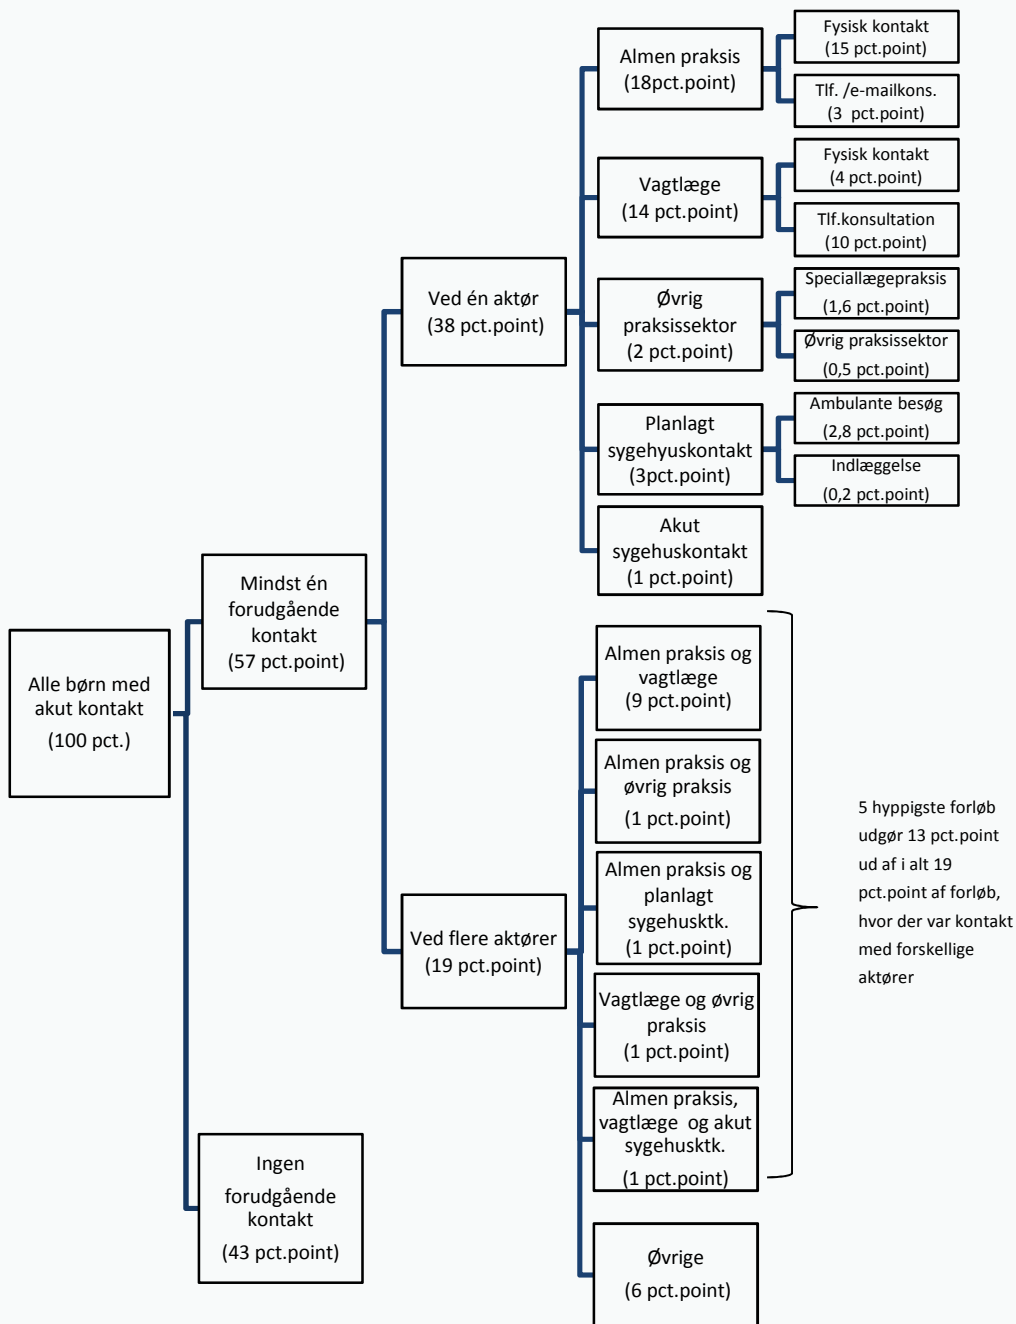 Alle børn med
akut kontakt
(100 pct.)
Mindst én
forudgående
kontakt
(57 pct.point)
Ingen
forudgående
kontakt
(43 pct.point)
Ved én aktør
(38 pct.point)
Ved flere aktører
(19 pct.point)
Almen praksis
(18pct.point)
Fysisk kontakt
(15 pct.point)
Tlf. /e-mailkons.
(3 pct.point)
Vagtlæge
(14 pct.point)
Fysisk kontakt
(4 pct.point)
Tlf.konsultation
(10 pct.point)
Øvrig
praksissektor
(2 pct.point)
Speciallægepraksis
(1,6 pct.point)
Øvrig praksissektor
(0,5 pct.point)
Planlagt
sygehyuskontakt
(3pct.point)
Ambulante besøg
(2,8 pct.point)
Indlæggelse
(0,2 pct.point)
Akut
sygehuskontakt
(1 pct.point)
Almen praksis og
vagtlæge
(9 pct.point)
Almen praksis og
øvrig praksis
(1 pct.point)
Almen praksis og
planlagt
sygehusktk.
(1 pct.point)
Vagtlæge og øvrig
praksis
(1 pct.point)
Almen praksis,
vagtlæge og akut
sygehusktk.
(1 pct.point)
Øvrige
(6 pct.point)
5 hyppigste forløb
udgør 13 pct.point
ud af i alt 19
pct.point af forløb,
hvor der var kontakt
med forskellige
aktører